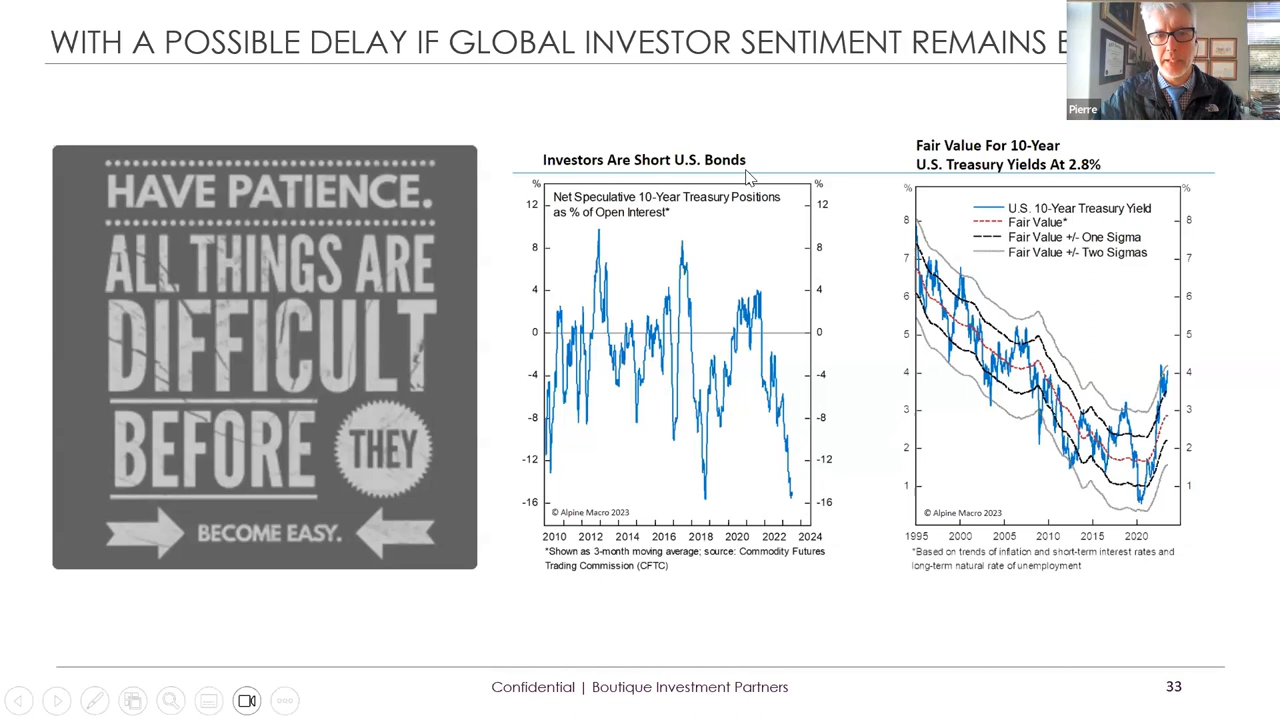 WITH A POSSIBLE DELAY IF GLOBAL INVESTOR SENTIMENT REMAINS
Pierre
HAVE PATIENCE.
ALL THINGS ARE
DIFFICULT
BEFORE THEY
BECOME EASY.
Investors Are Short U.S. Bonds
% %
Net Speculative 10-Year Treasury Positions
as % of Open Interest*
12 12
8 8
4 4
0 0
-4 -4
-8 -8
-12 -12
-16 -16
© Alpine Macro 2023
2010 2012 2014 2016 2018 2020 2022 2024
*Shown as 3-month moving average; source: Commodity Futures
Trading Commission (CFTC)
Fair Value For 10-Year
U.S. Treasury Yields At 2.8%
% %
U.S. 10-Year Treasury Yield
Fair Value*
Fair Value +/- One Sigma
Fair Value +/- Two Sigmas
8 8
7 7
6 6
5 5
4 4
3 3
2 2
1 1
© Alpine Macro 2023
1995 2000 2005 2010 2015 2020
*Based on trends of inflation and short-term interest rates and
long-term natural rate of unemployment
Confidential | Boutique Investment Partners
33